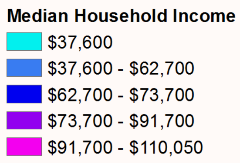 Median Household Income
$37,600
$37,600 - $62,700
$62,700 - $73,700
$73,700 - $91,700
$91,700 - $110,050